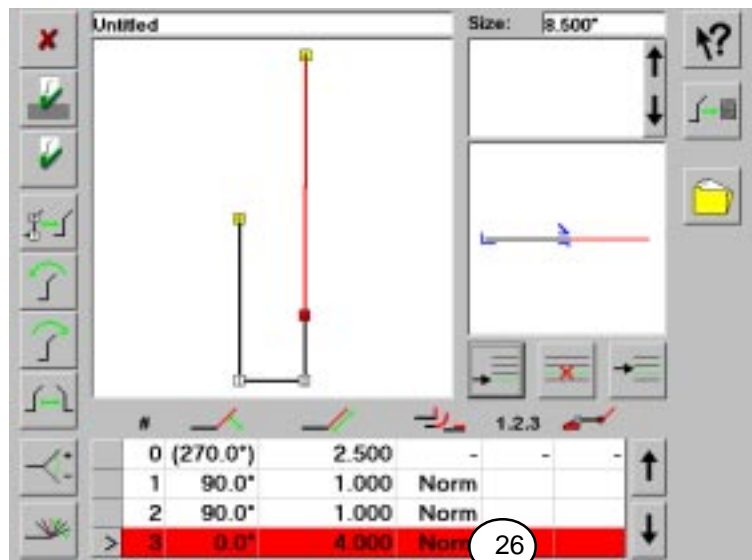 Untitled
Size: 8.500"
# 1.2.3
0 (270.0°) 2.500 - - -
1 90.0° 1.000 Norm
2 90.0° 1.000 Norm
> 3 0.0° 4.000 Norm 26